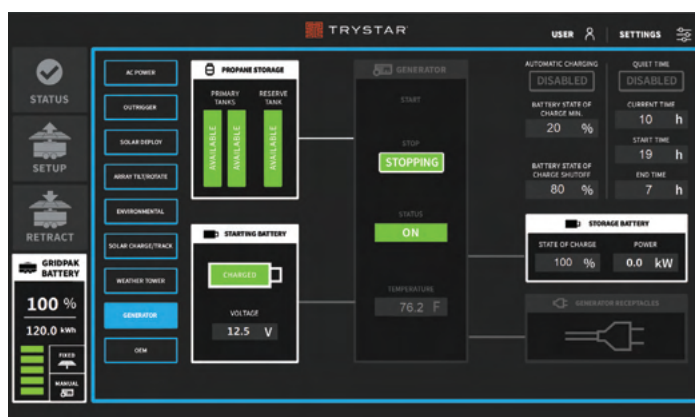 TRYSTAR
USER
SETTINGS
STATUS
SETUP
RETRACT
GRIDPAK
BATTERY
100 %
120.0 kWh
FIXED
MANUAL
AC POWER
OUTRIGGER
SOLAR DEPLOY
ARRAY TILT/ROTATE
ENVIRONMENTAL
SOLAR CHARGE/TRACK
WEATHER TOWER
GENERATOR
OEM
PROPANE STORAGE
PRIMARY
TANKS
RESERVE
TANK
AVAILABLE
AVAILABLE
AVAILABLE
STARTING BATTERY
CHARGED
VOLTAGE
12.5 V
GENERATOR
START
STOP
STOPPING
STATUS
ON
TEMPERATURE
76.2 F
AUTOMATIC CHARGING
DISABLED
BATTERY STATE OF
CHARGE MIN.
20 %
BATTERY STATE OF
CHARGE SHUTOFF
80 %
QUIET TIME
DISABLED
CURRENT TIME
10 h
START TIME
19 h
END TIME
7 h
STORAGE BATTERY
STATE OF CHARGE
100 %
POWER
0.0 kW
GENERATOR RECEPTACLES